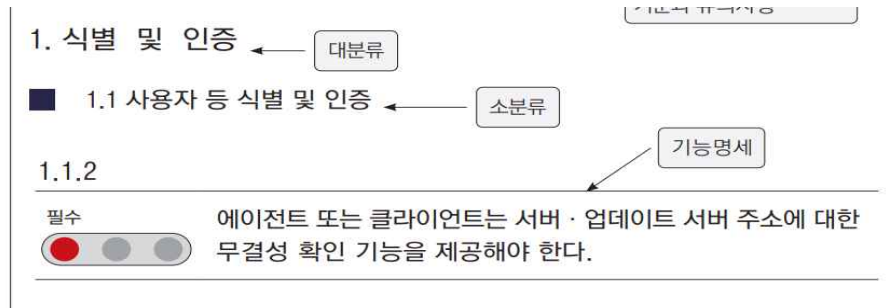 1. 식별 및 인증
대분류
1.1 사용자 등 식별 및 인증
소분류
기능명세
1.1.2
필수
에이전트 또는 클라이언트는 서버 · 업데이트 서버 주소에 대한
무결성 확인 기능을 제공해야 한다.